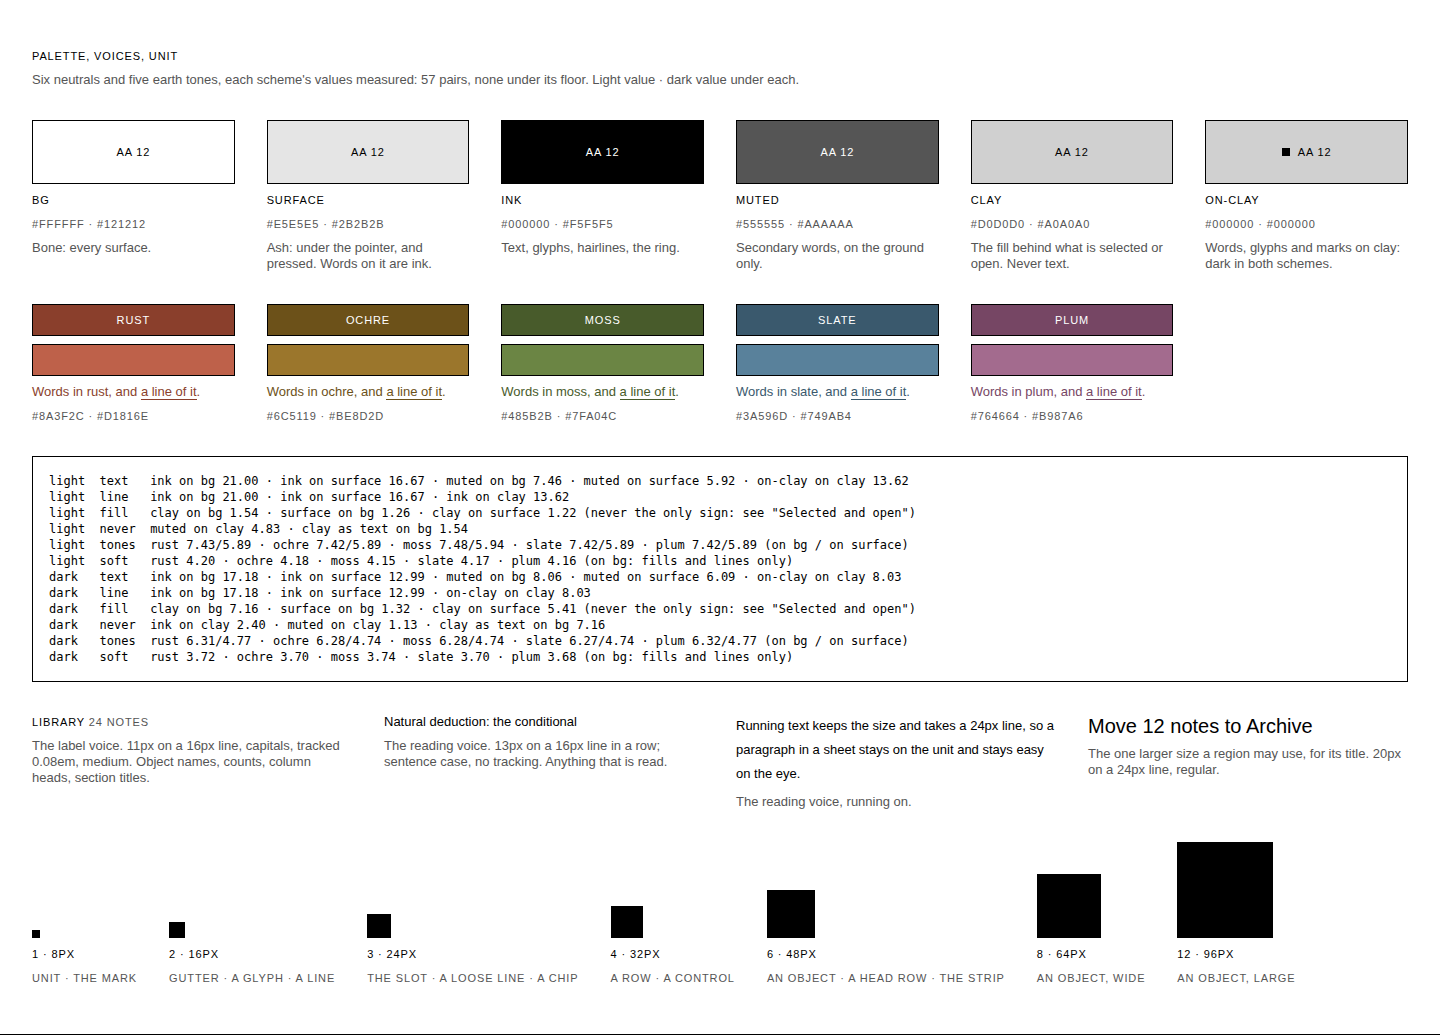 PALETTE, VOICES, UNIT
Six neutrals and five earth tones, each scheme's values measured: 57 pairs, none under its floor. Light value · dark value under each.
AA 12
AA 12
AA 12
AA 12
AA 12
AA 12
BG
SURFACE
INK
MUTED
CLAY
ON-CLAY
#FFFFFF · #121212
#E5E5E5 · #2B2B2B
#000000 · #F5F5F5
#555555 · #AAAAAA
#D0D0D0 · #A0A0A0
#000000 · #000000
Bone: every surface.
Ash: under the pointer, and
pressed. Words on it are ink.
Text, glyphs, hairlines, the ring.
Secondary words, on the ground
only.
The fill behind what is selected or
open. Never text.
Words, glyphs and marks on clay:
dark in both schemes.
RUST
OCHRE
MOSS
SLATE
PLUM
Words in rust, and a line of it.
Words in ochre, and a line of it.
Words in moss, and a line of it.
Words in slate, and a line of it.
Words in plum, and a line of it.
#8A3F2C · #D1816E
#6C5119 · #BE8D2D
#485B2B · #7FA04C
#3A596D · #749AB4
#764664 · #B987A6
light  text   ink on bg 21.00 · ink on surface 16.67 · muted on bg 7.46 · muted on surface 5.92 · on-clay on clay 13.62
light  line   ink on bg 21.00 · ink on surface 16.67 · ink on clay 13.62
light  fill   clay on bg 1.54 · surface on bg 1.26 · clay on surface 1.22 (never the only sign: see "Selected and open")
light  never  muted on clay 4.83 · clay as text on bg 1.54
light  tones  rust 7.43/5.89 · ochre 7.42/5.89 · moss 7.48/5.94 · slate 7.42/5.89 · plum 7.42/5.89 (on bg / on surface)
light  soft   rust 4.20 · ochre 4.18 · moss 4.15 · slate 4.17 · plum 4.16 (on bg: fills and lines only)
dark   text   ink on bg 17.18 · ink on surface 12.99 · muted on bg 8.06 · muted on surface 6.09 · on-clay on clay 8.03
dark   line   ink on bg 17.18 · ink on surface 12.99 · on-clay on clay 8.03
dark   fill   clay on bg 7.16 · surface on bg 1.32 · clay on surface 5.41 (never the only sign: see "Selected and open")
dark   never  ink on clay 2.40 · muted on clay 1.13 · clay as text on bg 7.16
dark   tones  rust 6.31/4.77 · ochre 6.28/4.74 · moss 6.28/4.74 · slate 6.27/4.74 · plum 6.32/4.77 (on bg / on surface)
dark   soft   rust 3.72 · ochre 3.70 · moss 3.74 · slate 3.70 · plum 3.68 (on bg: fills and lines only)
LIBRARY 24 NOTES
The label voice. 11px on a 16px line, capitals, tracked
0.08em, medium. Object names, counts, column
heads, section titles.
Natural deduction: the conditional
The reading voice. 13px on a 16px line in a row;
sentence case, no tracking. Anything that is read.
Running text keeps the size and takes a 24px line, so a
paragraph in a sheet stays on the unit and stays easy
on the eye.
The reading voice, running on.
Move 12 notes to Archive
The one larger size a region may use, for its title. 20px
on a 24px line, regular.
1 · 8PX
2 · 16PX
3 · 24PX
4 · 32PX
6 · 48PX
8 · 64PX
12 · 96PX
UNIT · THE MARK
GUTTER · A GLYPH · A LINE
THE SLOT · A LOOSE LINE · A CHIP
A ROW · A CONTROL
AN OBJECT · A HEAD ROW · THE STRIP
AN OBJECT, WIDE
AN OBJECT, LARGE